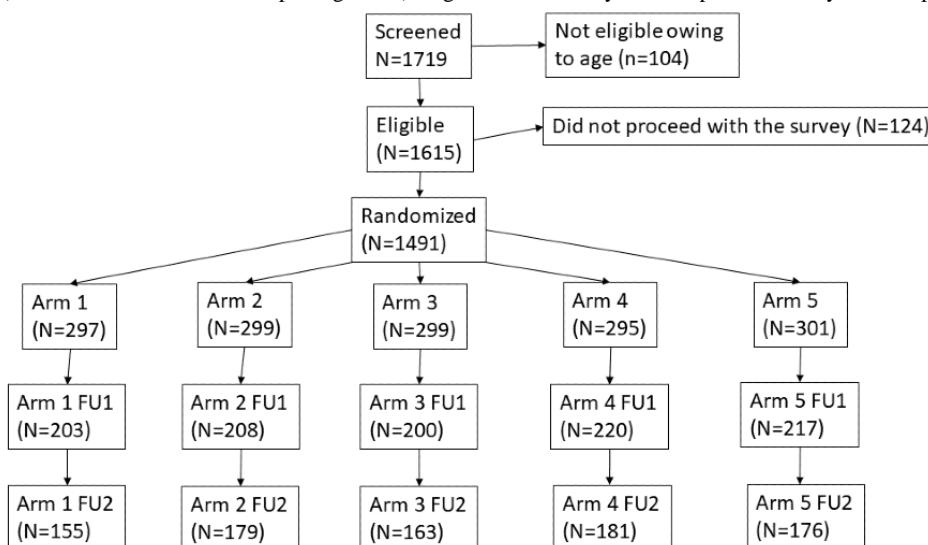 Screened
N=1719
Not eligible owing
to age (n=104)
Eligible
(N=1615)
Did not proceed with the survey (N=124)
Randomized
(N=1491)
Arm 1
(N=297)
Arm 2
(N=299)
Arm 3
(N=299)
Arm 4
(N=295)
Arm 5
(N=301)
Arm 1 FU1
(N=203)
Arm 2 FU1
(N=208)
Arm 3 FU1
(N=200)
Arm 4 FU1
(N=220)
Arm 5 FU1
(N=217)
Arm 1 FU2
(N=155)
Arm 2 FU2
(N=179)
Arm 3 FU2
(N=163)
Arm 4 FU2
(N=181)
Arm 5 FU2
(N=176)